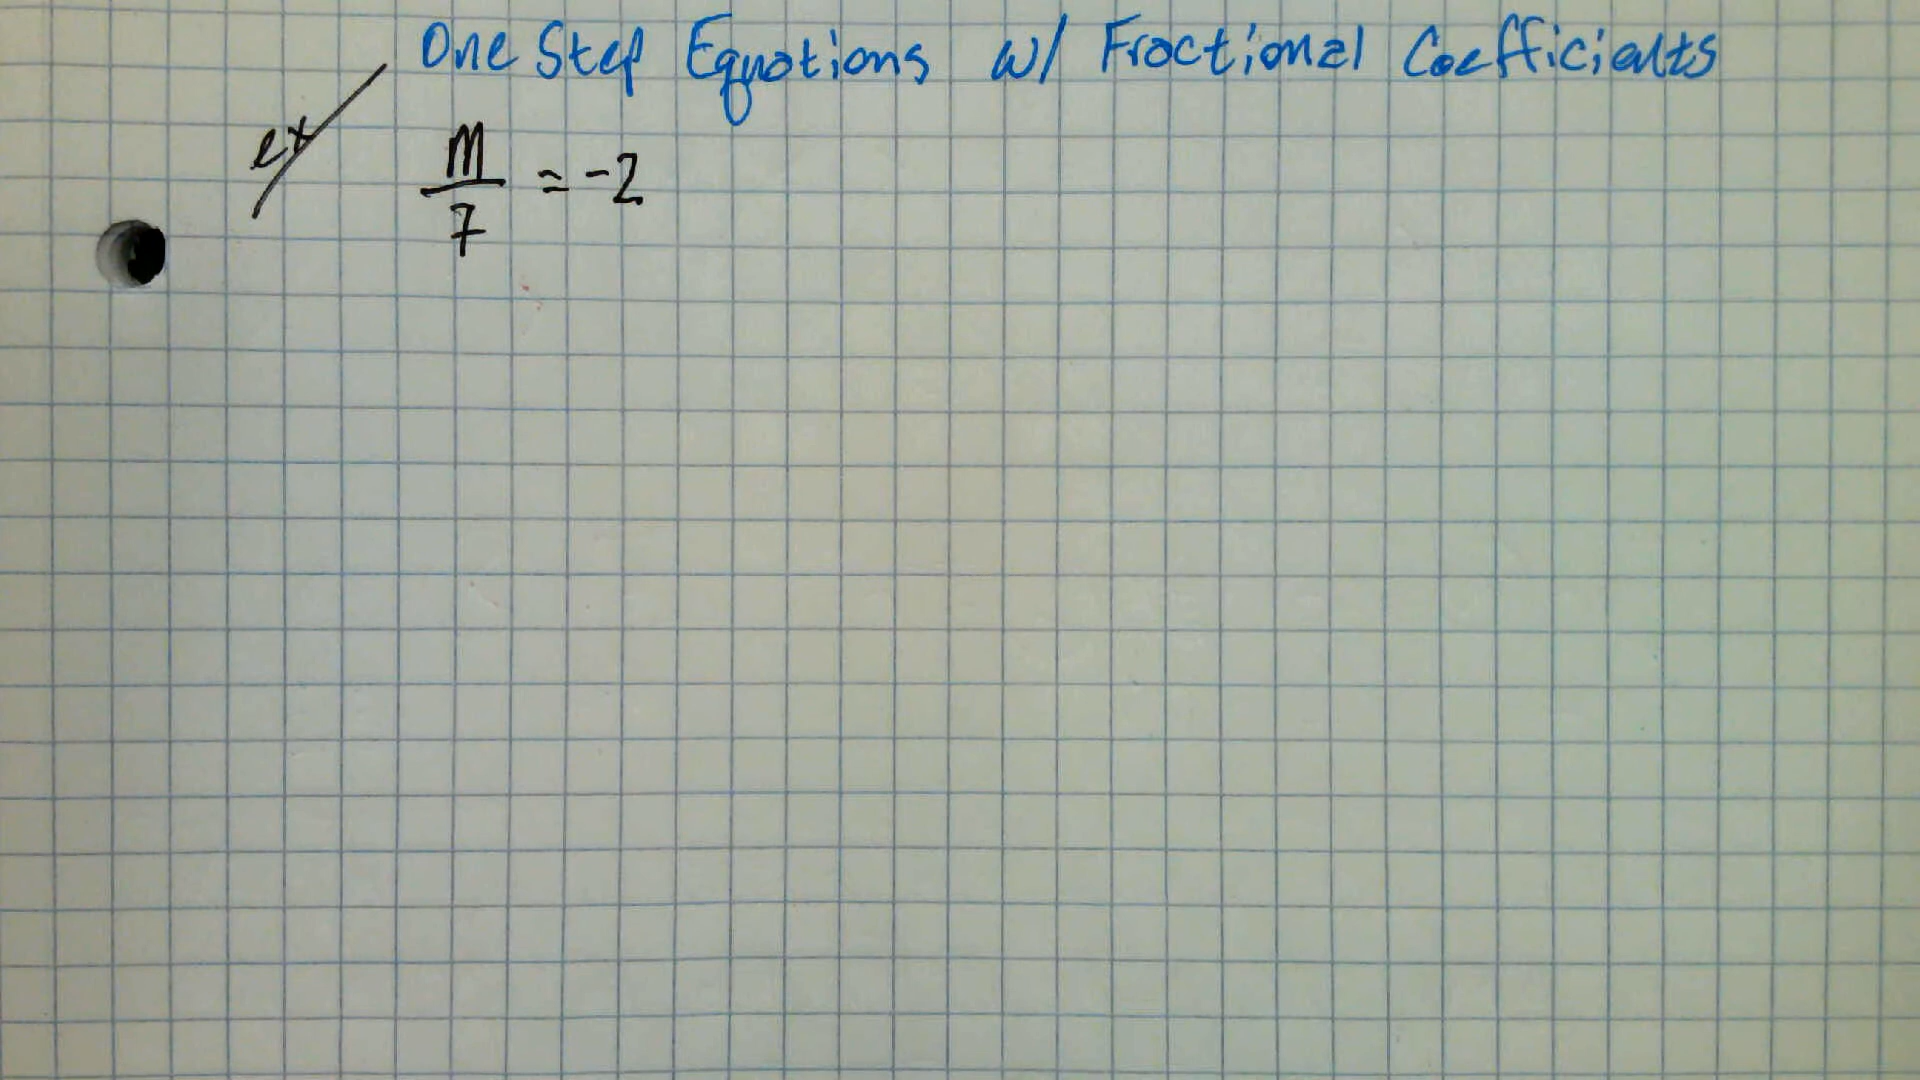 One Step Equations w/ Fractional Coefficients
ex
m/7 = -2